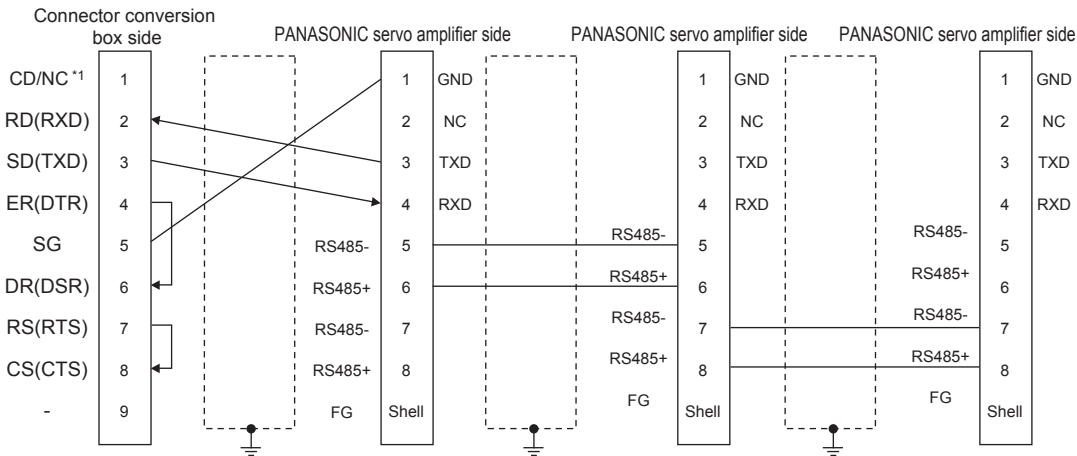 Connector conversion
box side
PANASONIC servo amplifier side
PANASONIC servo amplifier side
PANASONIC servo amplifier side
CD/NC *1 1 1 GND 1 GND 1 GND
RD(RXD) 2 2 NC 2 NC 2 NC
SD(TXD) 3 3 TXD 3 TXD 3 TXD
ER(DTR) 4 4 RXD 4 RXD 4 RXD
SG 5 RS485- 5 RS485- 5 RS485- 5
DR(DSR) 6 RS485+ 6 RS485+ 6 RS485+ 6
RS(RTS) 7 RS485- 7 RS485- 7 RS485- 7
CS(CTS) 8 RS485+ 8 RS485+ 8 RS485+ 8
- 9 FG Shell FG Shell FG Shell